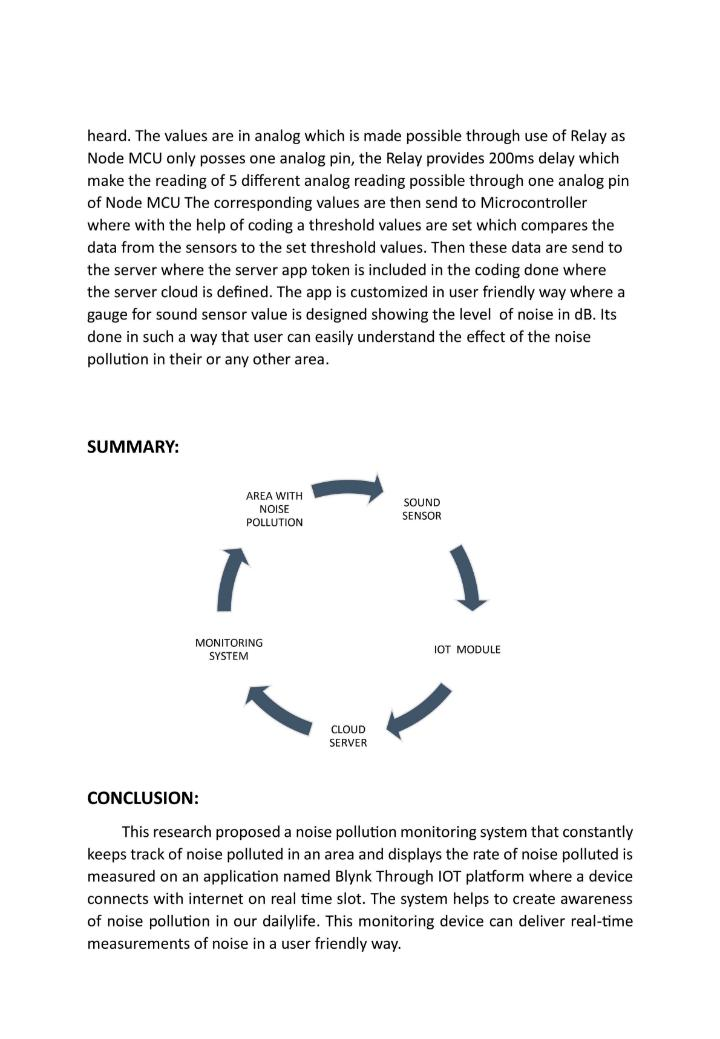 heard. The values are in analog which is made possible through use of Relay as
Node MCU only posses one analog pin, the Relay provides 200ms delay which
make the reading of 5 different analog reading possible through one analog pin
of Node MCU The corresponding values are then send to Microcontroller
where with the help of coding a threshold values are set which compares the
data from the sensors to the set threshold values. Then these data are send to
the server where the server app token is included in the coding done where
the server cloud is defined. The app is customized in user friendly way where a
gauge for sound sensor value is designed showing the level  of noise in dB. Its
done in such a way that user can easily understand the effect of the noise
pollution in their or any other area.
SUMMARY:
AREA WITH
NOISE
POLLUTION
SOUND
SENSOR
IOT  MODULE
CLOUD
SERVER
MONITORING
SYSTEM
CONCLUSION:
This research proposed a noise pollution monitoring system that constantly
keeps track of noise polluted in an area and displays the rate of noise polluted is
measured on an application named Blynk Through IOT platform where a device
connects with internet on real time slot. The system helps to create awareness
of noise pollution in our dailylife. This monitoring device can deliver real-time
measurements of noise in a user friendly way.